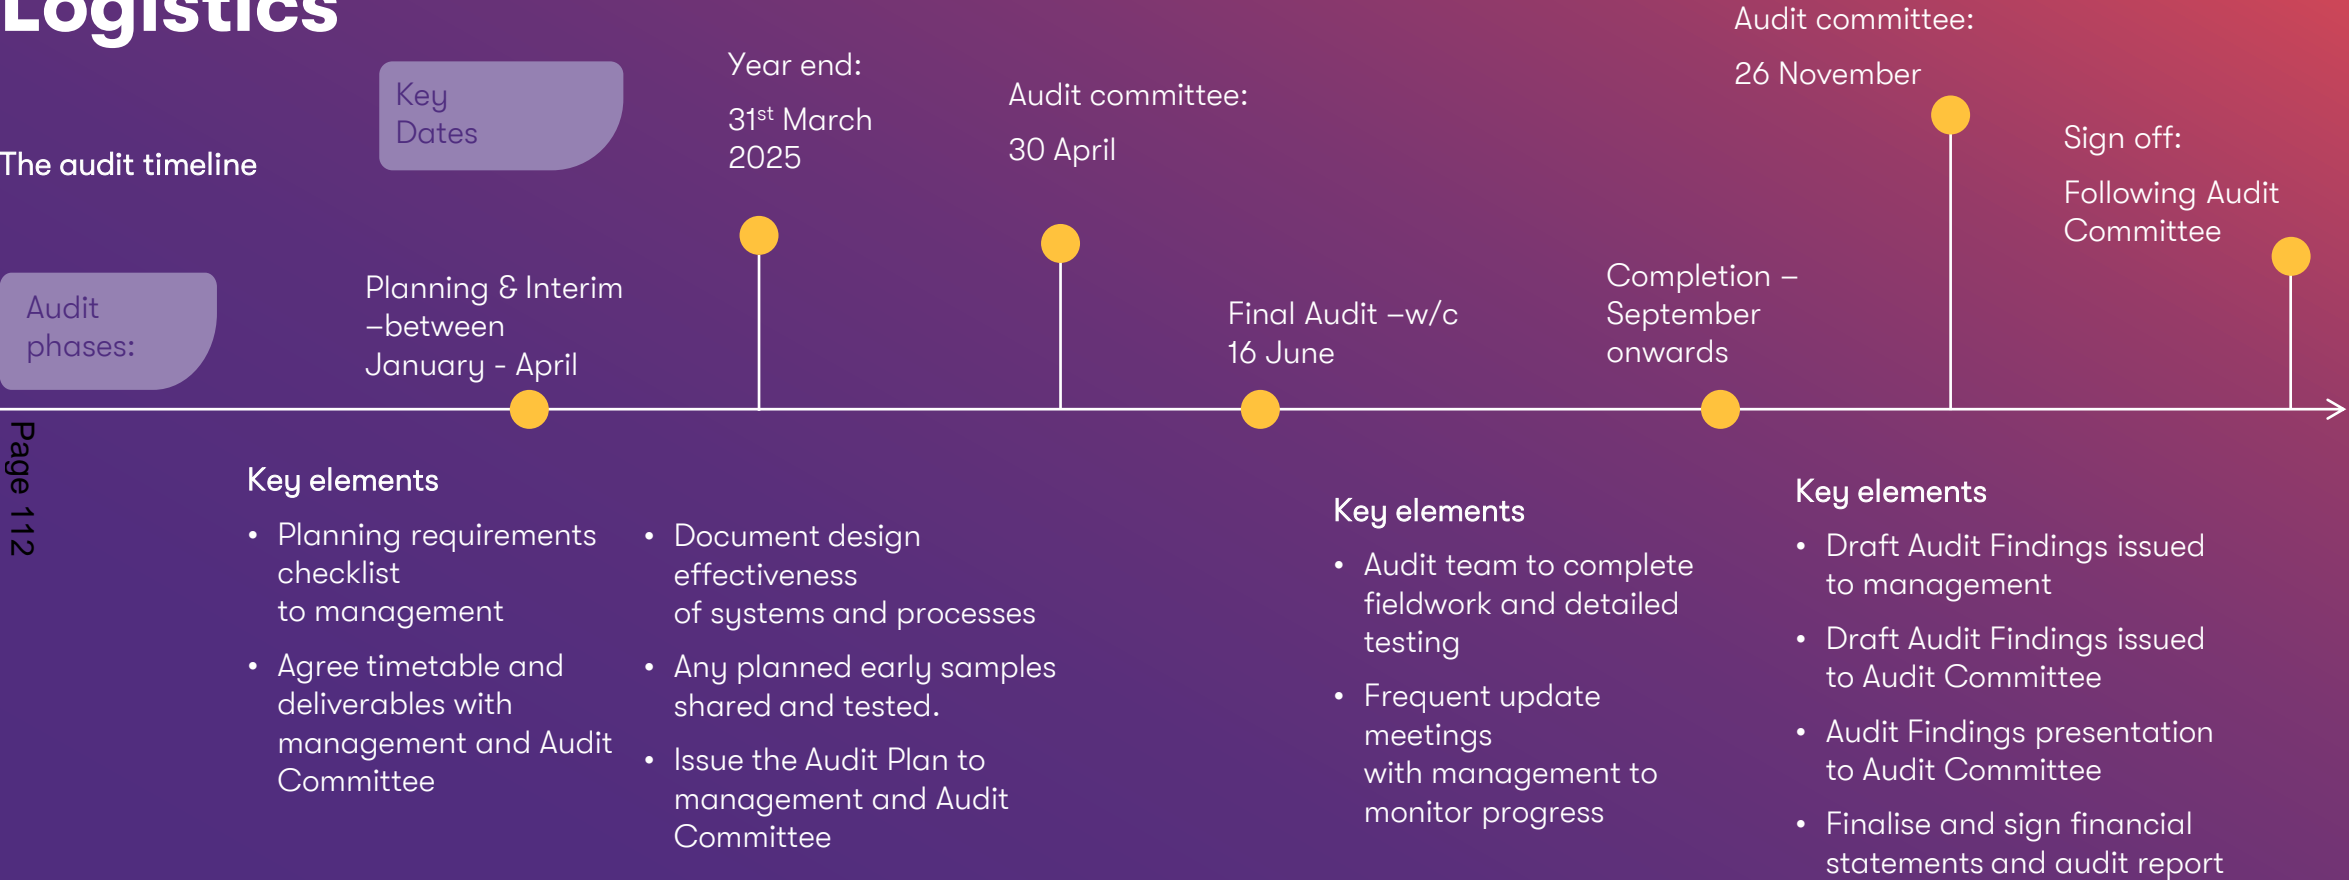 Logistics
Key
Dates
The audit timeline
Year end:
31st March
2025
Audit committee:
30 April
Audit committee:
26 November
Sign off:
Following Audit
Committee
Audit
phases:
Planning & Interim
–between
January - April
Final Audit –w/c
16 June
Completion –
September
onwards
Page 112
Key elements
• Planning requirements
checklist
to management
• Agree timetable and
deliverables with
management and Audit
Committee
• Document design
effectiveness
of systems and processes
• Any planned early samples
shared and tested.
• Issue the Audit Plan to
management and Audit
Committee
Key elements
• Audit team to complete
fieldwork and detailed
testing
• Frequent update
meetings
with management to
monitor progress
Key elements
• Draft Audit Findings issued
to management
• Draft Audit Findings issued
to Audit Committee
• Audit Findings presentation
to Audit Committee
• Finalise and sign financial
statements and audit report